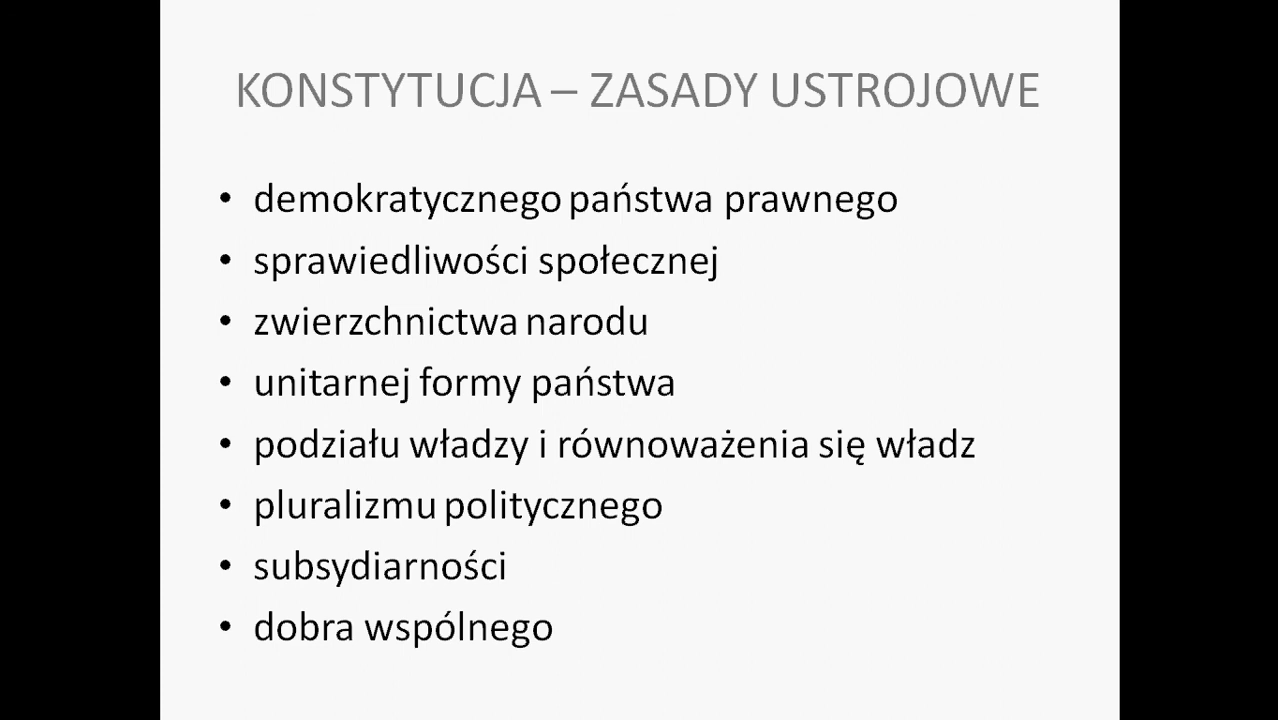 KONSTYTUCJA – ZASADY USTROJOWE
• demokratycznego państwa prawnego
• sprawiedliwości społecznej
• zwierzchnictwa narodu
• unitarnej formy państwa
• podziału władzy i równoważenia się władz
• pluralizmu politycznego
• subsydiarności
• dobra wspólnego